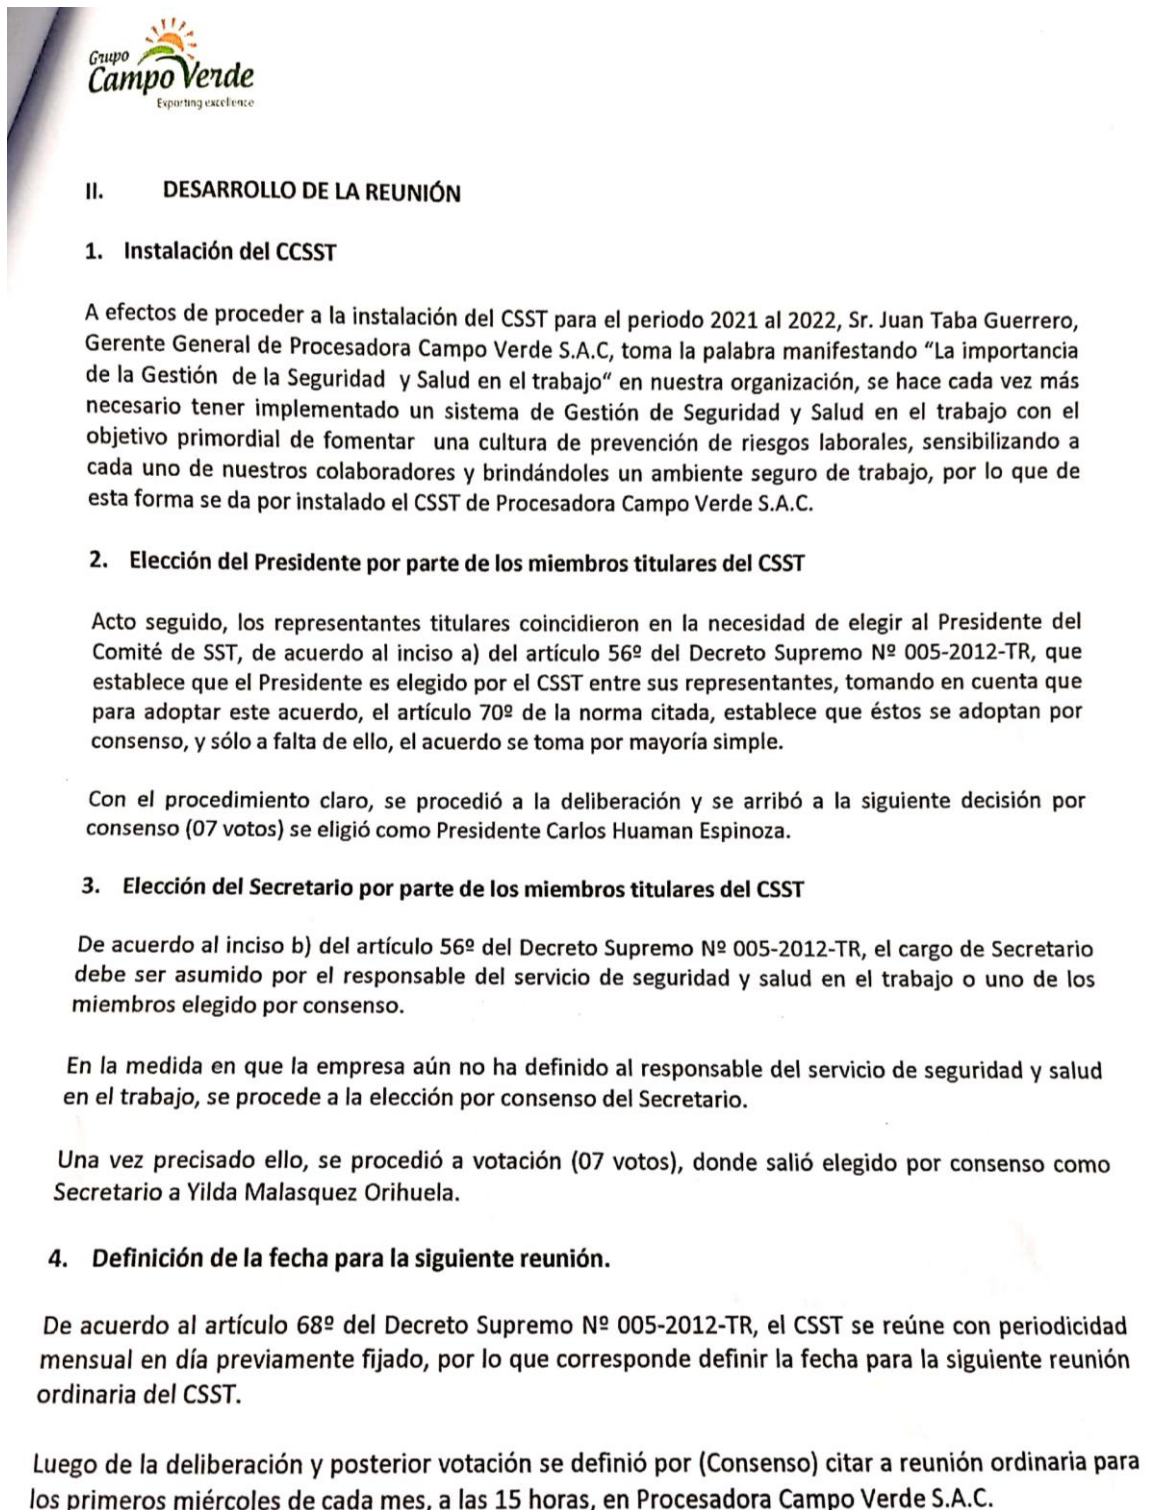 Grupo
Campo Verde
Exporting excellence
II. DESARROLLO DE LA REUNIÓN
1. Instalación del CCSST
A efectos de proceder a la instalación del CSST para el periodo 2021 al 2022, Sr. Juan Taba Guerrero,
Gerente General de Procesadora Campo Verde S.A.C, toma la palabra manifestando “La importancia
de la Gestión de la Seguridad y Salud en el trabajo“ en nuestra organización, se hace cada vez más
necesario tener implementado un sistema de Gestión de Seguridad y Salud en el trabajo con el
objetivo primordial de fomentar una cultura de prevención de riesgos laborales, sensibilizando a
cada uno de nuestros colaboradores y brindándoles un ambiente seguro de trabajo, por lo que de
esta forma se da por instalado el CSST de Procesadora Campo Verde S.A.C.
2. Elección del Presidente por parte de los miembros titulares del CSST
Acto seguido, los representantes titulares coincidieron en la necesidad de elegir al Presidente del
Comité de SST, de acuerdo al inciso a) del artículo 56º del Decreto Supremo Nº 005-2012-TR, que
establece que el Presidente es elegido por el CSST entre sus representantes, tomando en cuenta que
para adoptar este acuerdo, el artículo 70º de la norma citada, establece que éstos se adoptan por
consenso, y sólo a falta de ello, el acuerdo se toma por mayoría simple.
Con el procedimiento claro, se procedió a la deliberación y se arribó a la siguiente decisión por
consenso (07 votos) se eligió como Presidente Carlos Huaman Espinoza.
3. Elección del Secretario por parte de los miembros titulares del CSST
De acuerdo al inciso b) del artículo 56º del Decreto Supremo Nº 005-2012-TR, el cargo de Secretario
debe ser asumido por el responsable del servicio de seguridad y salud en el trabajo o uno de los
miembros elegido por consenso.
En la medida en que la empresa aún no ha definido al responsable del servicio de seguridad y salud
en el trabajo, se procede a la elección por consenso del Secretario.
Una vez precisado ello, se procedió a votación (07 votos), donde salió elegido por consenso como
Secretario a Yilda Malasquez Orihuela.
4. Definición de la fecha para la siguiente reunión.
De acuerdo al artículo 68º del Decreto Supremo Nº 005-2012-TR, el CSST se reúne con periodicidad
mensual en día previamente fijado, por lo que corresponde definir la fecha para la siguiente reunión
ordinaria del CSST.
Luego de la deliberación y posterior votación se definió por (Consenso) citar a reunión ordinaria para
los primeros miércoles de cada mes, a las 15 horas, en Procesadora Campo Verde S.A.C.